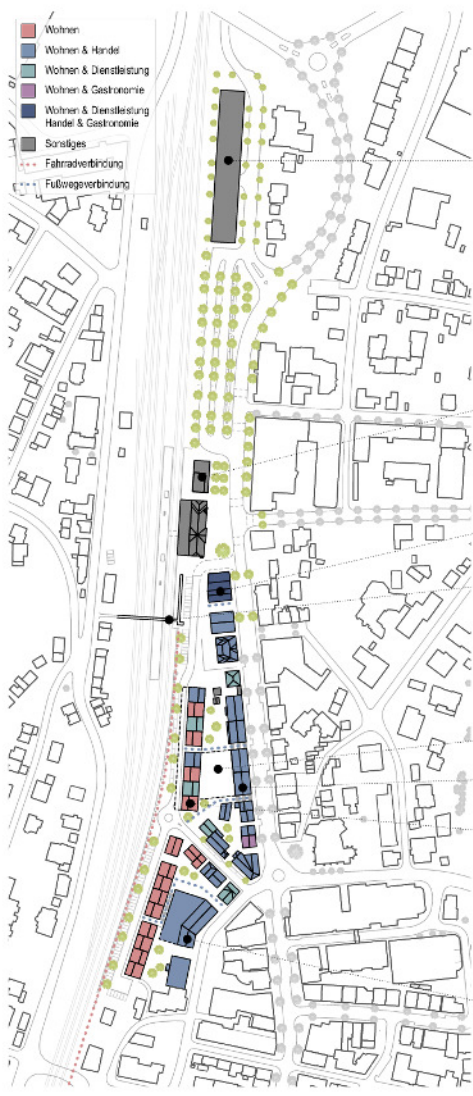 Wohnen
Wohnen & Handel
Wohnen & Dienstleistung
Wohnen & Gastronomie
Wohnen & Dienstleistung
Handel & Gastronomie
Sonstiges
Fahrradverbindung
Fußwegeverbindung